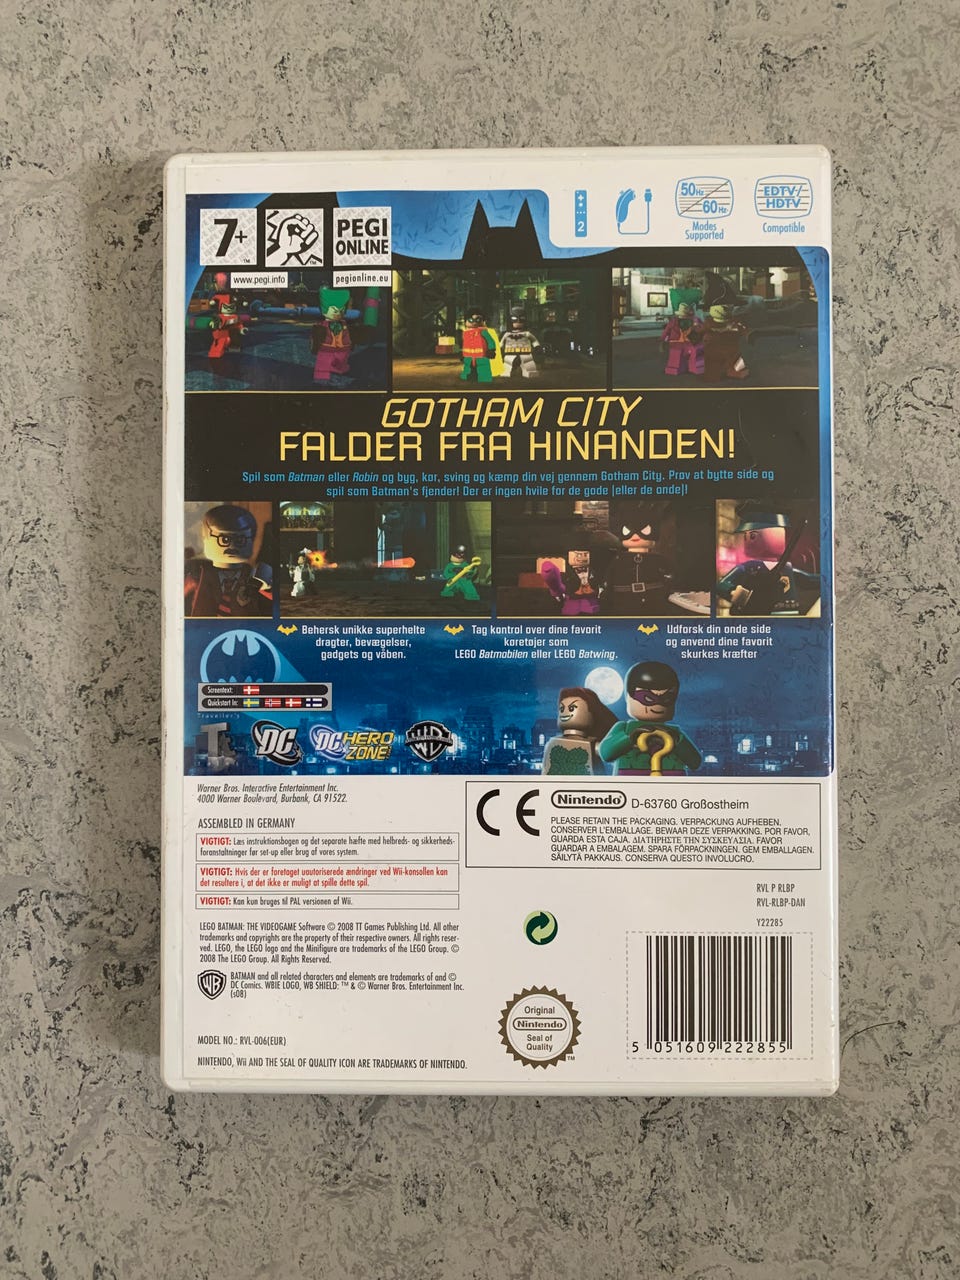 7+
TM
TM
PEGI
ONLINE
www.pegi.info
pegionline.eu
2
50Hz
60Hz
Modes
Supported
EDTV/
HDTV
Compatible
GOTHAM CITY
FALDER FRA HINANDEN!
Spil som Batman eller Robin og byg, kør, sving og kæmp din vej gennem Gotham City. Prøv at bytte side og
spil som Batman's fjender! Der er ingen hvile for de gode (eller de onde)!
Behersk unikke superhelte
dragter, bevægelser,
gadgets og våben.
Tag kontrol over dine favorit
køretøjer som
LEGO Batmobilen eller LEGO Batwing.
Udforsk din onde side
og anvend dine favorit
skurkes kræfter
Screentext:
Quickstart In:
Traveller's
T
DC
DC HERO
ZONE
WB
Warner Bros. Interactive Entertainment Inc.
4000 Warner Boulevard, Burbank, CA 91522.
ASSEMBLED IN GERMANY
VIGTIGT: Læs instruktionsbogen og det separate hæfte med helbreds- og sikkerheds-
foranstaltninger før set-up eller brug af vores system.
VIGTIGT: Hvis der er foretaget uautoriserede ændringer ved Wii-konsollen kan
det resultere i, at det ikke er muligt at spille dette spil.
VIGTIGT: Kan kun bruges til PAL versionen af Wii.
CE
Nintendo D-63760 Großostheim
PLEASE RETAIN THE PACKAGING. VERPACKUNG AUFHEBEN.
CONSERVER L'EMBALLAGE. BEWAAR DEZE VERPAKKING. POR FAVOR,
GUARDA ESTA CAJA. ΔΙΑΤΗΡΗΣΤΕ ΤΗΝ ΣΥΣΚΕΥΑΣΙΑ. FAVOR
GUARDAR A EMBALAGEM. SPARA FÖRPACKNINGEN. GEM EMBALLAGEN.
SÄILYTÄ PAKKAUS. CONSERVA QUESTO INVOLUCRO.
RVL P RLBP
RVL-RLBP-DAN
Y22285
LEGO BATMAN: THE VIDEOGAME Software © 2008 TT Games Publishing Ltd. All other
trademarks and copyrights are the property of their respective owners. All rights reser-
ved. LEGO, the LEGO logo and the Minifigure are trademarks of the LEGO Group. ©
2008 The LEGO Group. All Rights Reserved.
WB
BATMAN and all related characters and elements are trademarks of and ©
DC Comics. WBIE LOGO, WB SHIELD: ™ & © Warner Bros. Entertainment Inc.
(s08)
MODEL NO.: RVL-006(EUR)
NINTENDO, Wii AND THE SEAL OF QUALITY ICON ARE TRADEMARKS OF NINTENDO.
Original
Nintendo
Seal of
Quality
TM
5 051609 222855